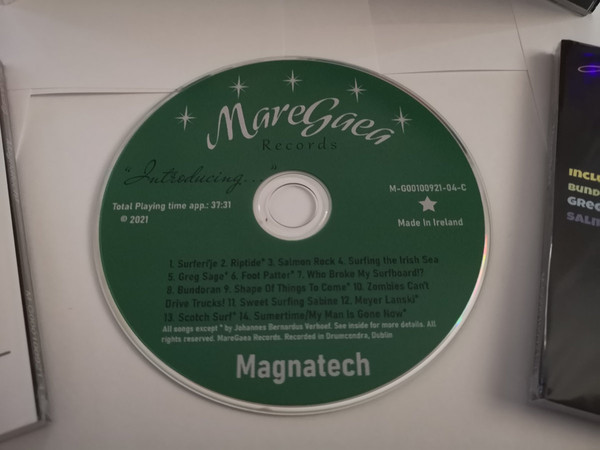 MareGaea
Records
"Introducing..."
Total Playing time app.: 37:31
© 2021
M-G00100921-04-C
Made In Ireland
1. Surfertje 2. Riptide* 3. Salmon Rock 4. Surfing the Irish Sea
5. Greg Sage* 6. Foot Patter* 7. Who Broke My Surfboard!?
8. Bundoran 9. Shape Of Things To Come* 10. Zombies Can't
Drive Trucks! 11. Sweet Surfing Sabine 12. Meyer Lanski*
13. Scotch Surf* 14. Sumertime/My Man Is Gone Now*
All songs except * by Johannes Bernardus Verhoef. See inside for more details. All
rights reserved. MareGaea Records. Recorded in Drumcondra, Dublin
Magnatech
INCLU
BUND
GREG
SALM